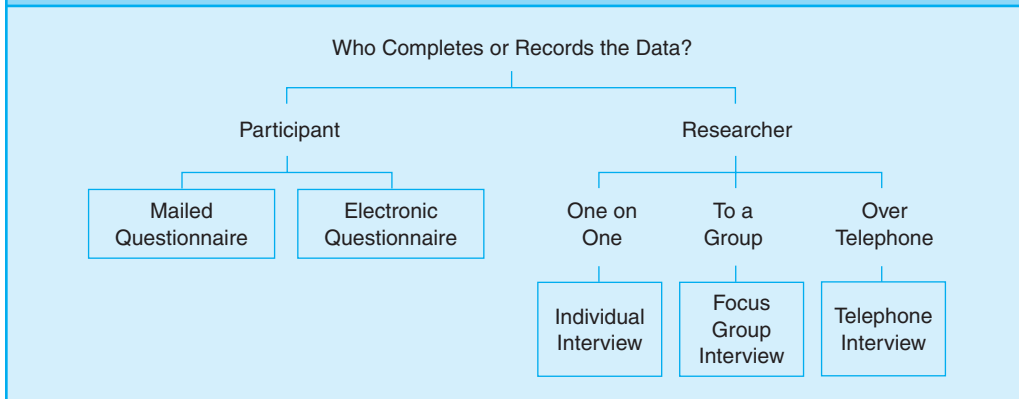 Who Completes or Records the Data?
Participant
Researcher
Mailed
Questionnaire
Electronic
Questionnaire
One on
One
To a
Group
Over
Telephone
Individual
Interview
Focus
Group
Interview
Telephone
Interview